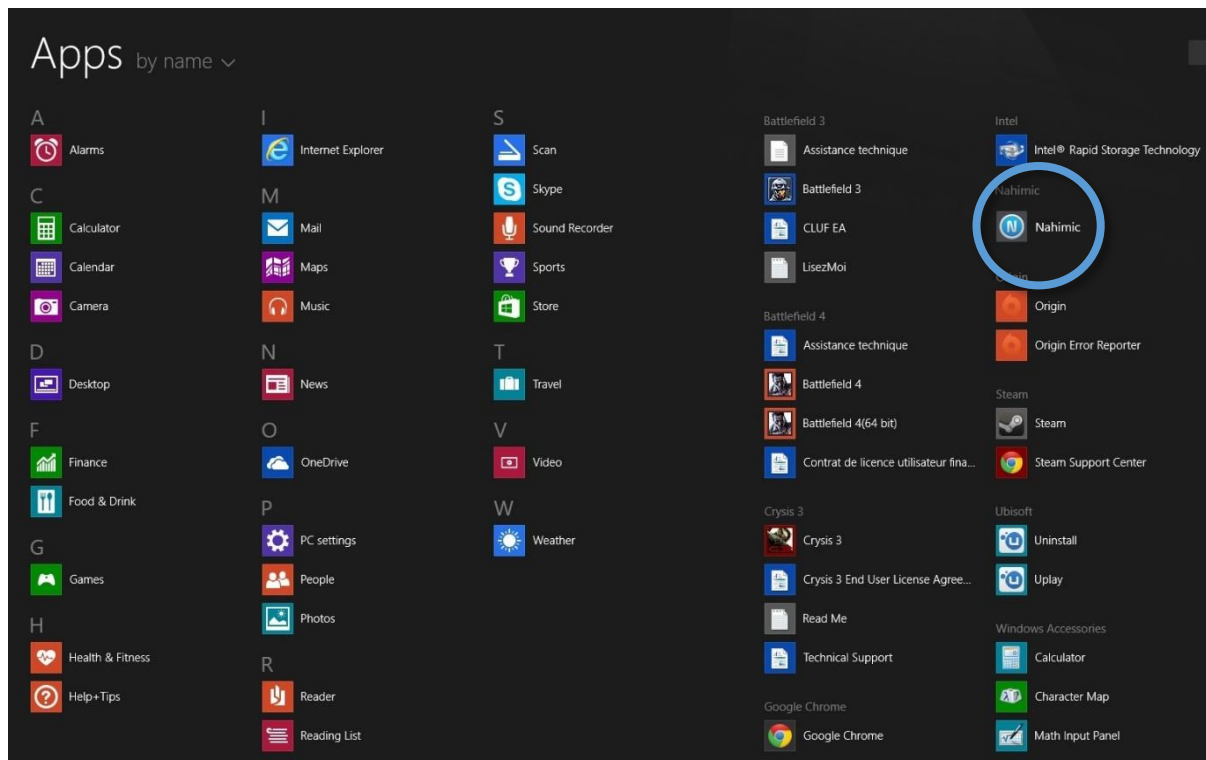 Apps by name
A
Alarms
C
Calculator
Calendar
Camera
D
Desktop
F
Finance
Food & Drink
G
Games
H
Health & Fitness
Help+Tips
I
Internet Explorer
M
Mail
Maps
Music
N
News
O
OneDrive
P
PC settings
People
Photos
R
Reader
Reading List
S
Scan
Skype
Sound Recorder
Sports
Store
T
Travel
V
Video
W
Weather
Battlefield 3
Assistance technique
Battlefield 3
CLUF EA
LisezMoi
Battlefield 4
Assistance technique
Battlefield 4
Battlefield 4(64 bit)
Contrat de licence utilisateur fina...
Crysis 3
Crysis 3
Crysis 3 End User License Agree...
Read Me
Technical Support
Google Chrome
Google Chrome
Intel
Intel® Rapid Storage Technology
Nahimic
Nahimic
Origin
Origin
Origin Error Reporter
Steam
Steam
Steam Support Center
Ubisoft
Uninstall
Uplay
Windows Accessories
Calculator
Character Map
Math Input Panel